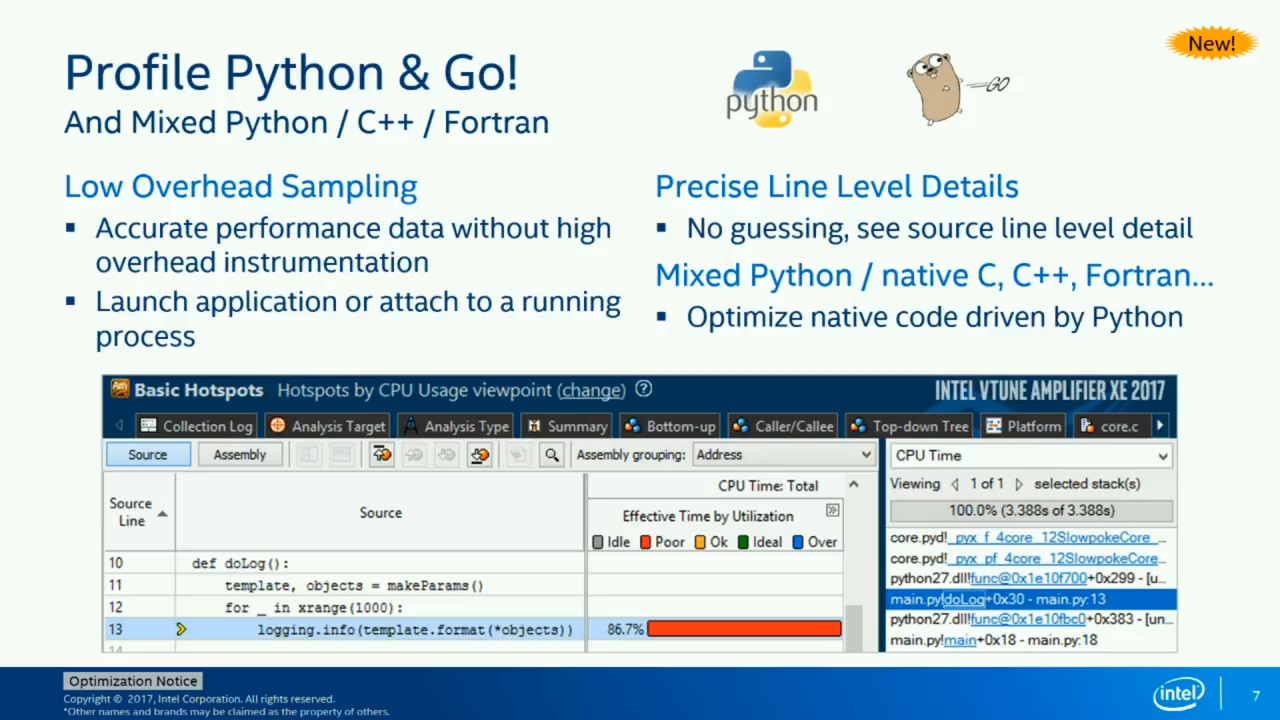 New!
Profile Python & Go!
And Mixed Python / C++ / Fortran
python
GO
Low Overhead Sampling
▪ Accurate performance data without high
overhead instrumentation
▪ Launch application or attach to a running
process
Precise Line Level Details
▪ No guessing, see source line level detail
Mixed Python / native C, C++, Fortran...
▪ Optimize native code driven by Python
Am Basic Hotspots Hotspots by CPU Usage viewpoint (change) ?
INTEL VTUNE AMPLIFIER XE 2017
Collection Log Analysis Target Analysis Type Summary Bottom-up Caller/Callee Top-down Tree Platform core.c
Source Assembly Assembly grouping: Address
Source Line
Source
CPU Time: Total
Effective Time by Utilization
Idle Poor Ok Ideal Over
10 def doLog():
11 template, objects = makeParams()
12 for _ in xrange(1000):
13 logging.info(template.format(*objects)) 86.7%
14
CPU Time
Viewing 1 of 1 selected stack(s)
100.0% (3.388s of 3.388s)
core.pyd!_pyx_f_4core_12SlowpokeCore_...
core.pyd!_pyx_pf_4core_12SlowpokeCore...
python27.dll!func@0x1e10f700+0x299 - [u...
main.py!doLog+0x30 - main.py:13
python27.dll!func@0x1e10fbc0+0x383 - [un...
main.py!main+0x18 - main.py:18
Optimization Notice
Copyright © 2017, Intel Corporation. All rights reserved.
*Other names and brands may be claimed as the property of others.
intel
7